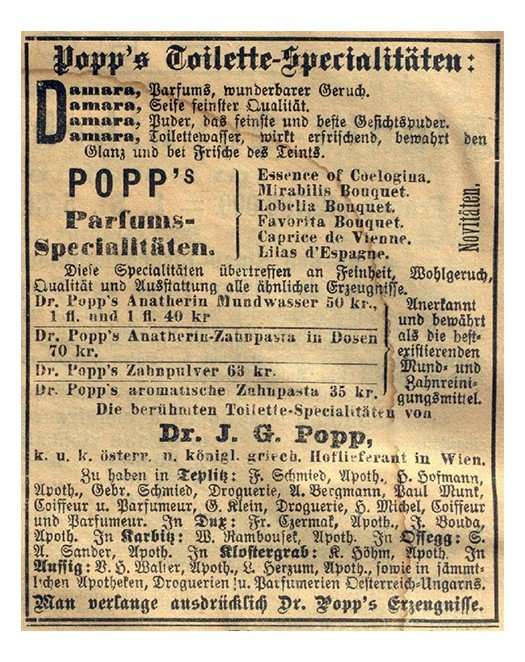 Popp's Toilette-Specialitäten:
Damara, Parfums, wunderbarer Geruch.
Damara, Seife feinster Qualität.
Damara, Puder, das feinste und beste Gesichtspuder.
Damara, Toilettewasser, wirkt erfrischend, bewahrt den
Glanz und bei Frische des Teints.
POPP's
Parfums-
Specialitäten.
Essence of Coelogina.
Mirabilis Bouquet.
Lobelia Bouquet.
Favorita Bouquet.
Caprice de Vienne.
Lilas d'Espagne.
Novitäten.
Diese Specialitäten übertreffen an Feinheit, Wohlgeruch,
Qualität und Ausstattung alle ähnlichen Erzeugnisse.
Dr. Popp's Anatherin Mundwasser 50 kr.,
1 fl. und 1 fl. 40 kr
Dr. Popp's Anatherin-Zahnpasta in Dosen
70 kr.
Dr. Popp's Zahnpulver 63 kr.
Dr. Popp's aromatische Zahnpasta 35 kr.
Anerkannt
und bewährt
als die best-
existierenden
Mund- und
Zahnreini-
gungsmittel.
Die berühmten Toilette-Specialitäten von
Dr. J. G. Popp,
k. u. k. österr. u. königl. griech. Hoflieferant in Wien.
Zu haben in Teplitz: F. Schmied, Apoth. H. Hofmann,
Apoth., Gebr. Schmied, Droguerie, A. Bergmann, Paul Munk,
Coiffeur u. Parfumeur, G. Klein, Droguerie, H. Michel, Coiffeur
und Parfumeur. In Dux: Fr. Czermak, Apoth., J. Bouda,
Apoth. In Karbitz: W. Rambousek, Apoth. In Ossegg: S.
A. Sander, Apoth. In Klostergrab: K. Höhm, Apoth. In
Aussig: V. H. Walter, Apoth., L. Herzum, Apoth., sowie in sämmt-
lichen Apotheken, Droguerien u. Parfumerien Oesterreich-Ungarns.
Man verlange ausdrücklich Dr. Popp's Erzeugnisse.